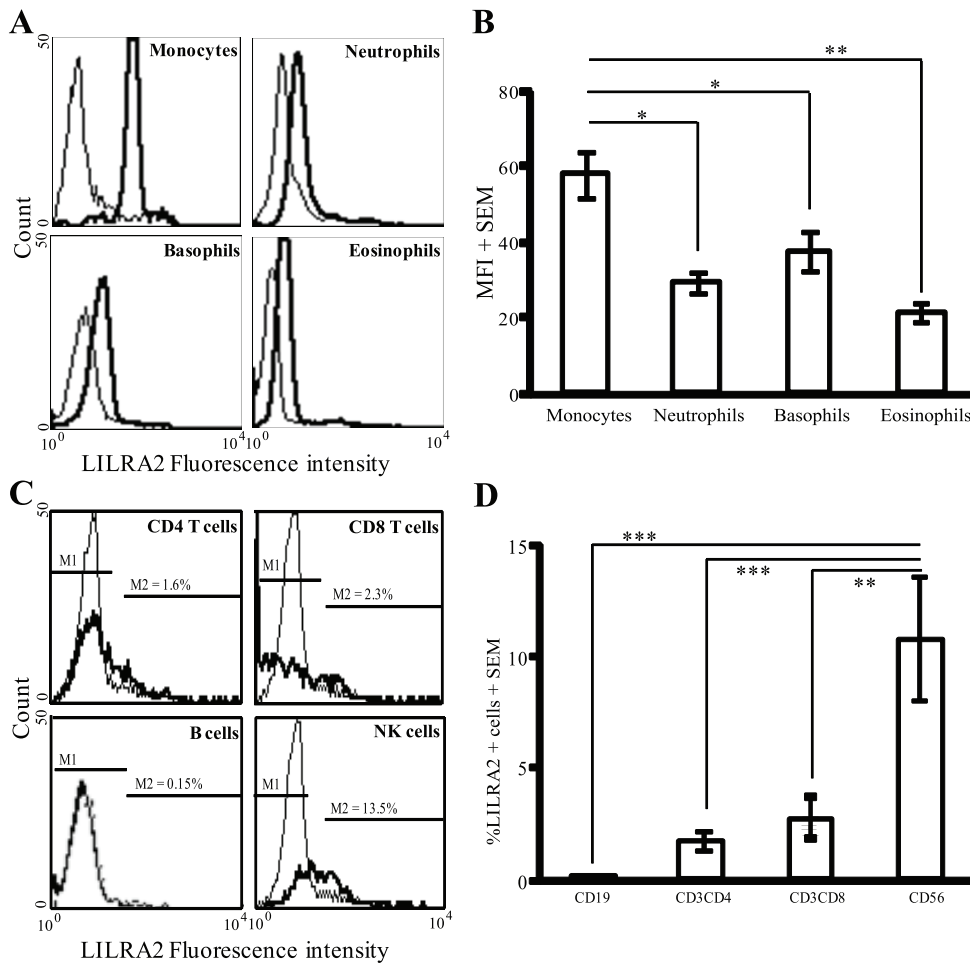 A
50
Monocytes
Neutrophils
Count
0
50
Basophils
Eosinophils
0
10^0
10^4
10^0
10^4
LILRA2 Fluorescence intensity
B
**
*
*
80
60
40
20
0
MFI + SEM
Monocytes
Neutrophils
Basophils
Eosinophils
C
50
CD4 T cells
CD8 T cells
M1
M2 = 1.6%
M1
M2 = 2.3%
Count
0
50
B cells
NK cells
M1
M2 = 0.15%
M1
M2 = 13.5%
0
10^0
10^4
10^0
10^4
LILRA2 Fluorescence intensity
D
***
***
**
15
10
5
0
%LILRA2 + cells + SEM
CD19
CD3CD4
CD3CD8
CD56